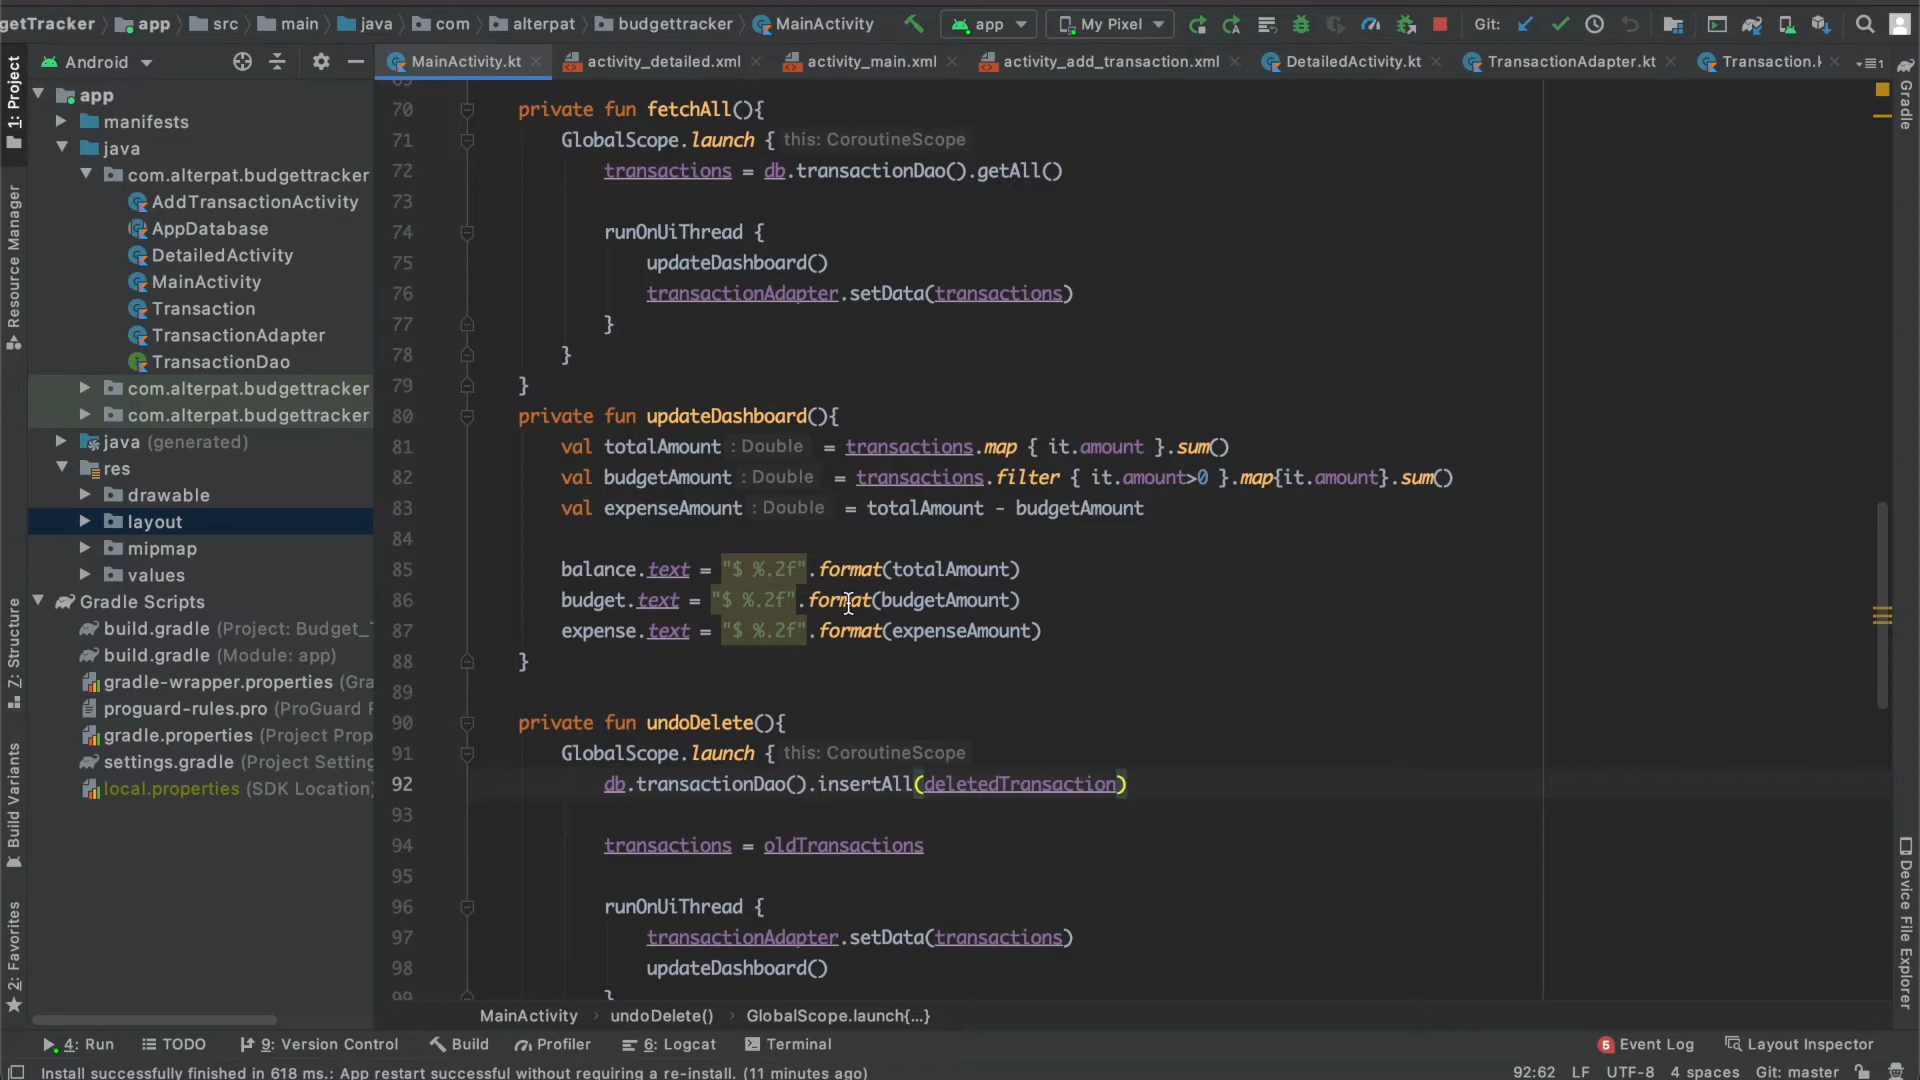 getTracker app src main java com alterpat budgettracker MainActivity app My Pixel Git:
Android
MainActivity.kt activity_detailed.xml activity_main.xml activity_add_transaction.xml DetailedActivity.kt TransactionAdapter.kt Transaction.k
1: Project
Resource Manager
Z: Structure
Build Variants
2: Favorites
app
manifests
java
com.alterpat.budgettracker
AddTransactionActivity
AppDatabase
DetailedActivity
MainActivity
Transaction
TransactionAdapter
TransactionDao
com.alterpat.budgettracker
com.alterpat.budgettracker
java (generated)
res
drawable
layout
mipmap
values
Gradle Scripts
build.gradle (Project: Budget_T
build.gradle (Module: app)
gradle-wrapper.properties (Gra
proguard-rules.pro (ProGuard F
gradle.properties (Project Prop
settings.gradle (Project Setting
local.properties (SDK Location)
70 private fun fetchAll(){
71 GlobalScope.launch { this: CoroutineScope
72 transactions = db.transactionDao().getAll()
73
74 runOnUiThread {
75 updateDashboard()
76 transactionAdapter.setData(transactions)
77 }
78 }
79 }
80 private fun updateDashboard(){
81 val totalAmount : Double = transactions.map { it.amount }.sum()
82 val budgetAmount : Double = transactions.filter { it.amount>0 }.map{it.amount}.sum()
83 val expenseAmount : Double = totalAmount - budgetAmount
84
85 balance.text = "$ %.2f".format(totalAmount)
86 budget.text = "$ %.2f".format(budgetAmount)
87 expense.text = "$ %.2f".format(expenseAmount)
88 }
89
90 private fun undoDelete(){
91 GlobalScope.launch { this: CoroutineScope
92 db.transactionDao().insertAll(deletedTransaction)
93
94 transactions = oldTransactions
95
96 runOnUiThread {
97 transactionAdapter.setData(transactions)
98 updateDashboard()
99 }
Gradle
Device File Explorer
MainActivity › undoDelete() › GlobalScope.launch{...}
4: Run TODO 9: Version Control Build Profiler 6: Logcat Terminal 5 Event Log Layout Inspector
Install successfully finished in 618 ms.: App restart successful without requiring a re-install. (11 minutes ago) 92:62 LF UTF-8 4 spaces Git: master